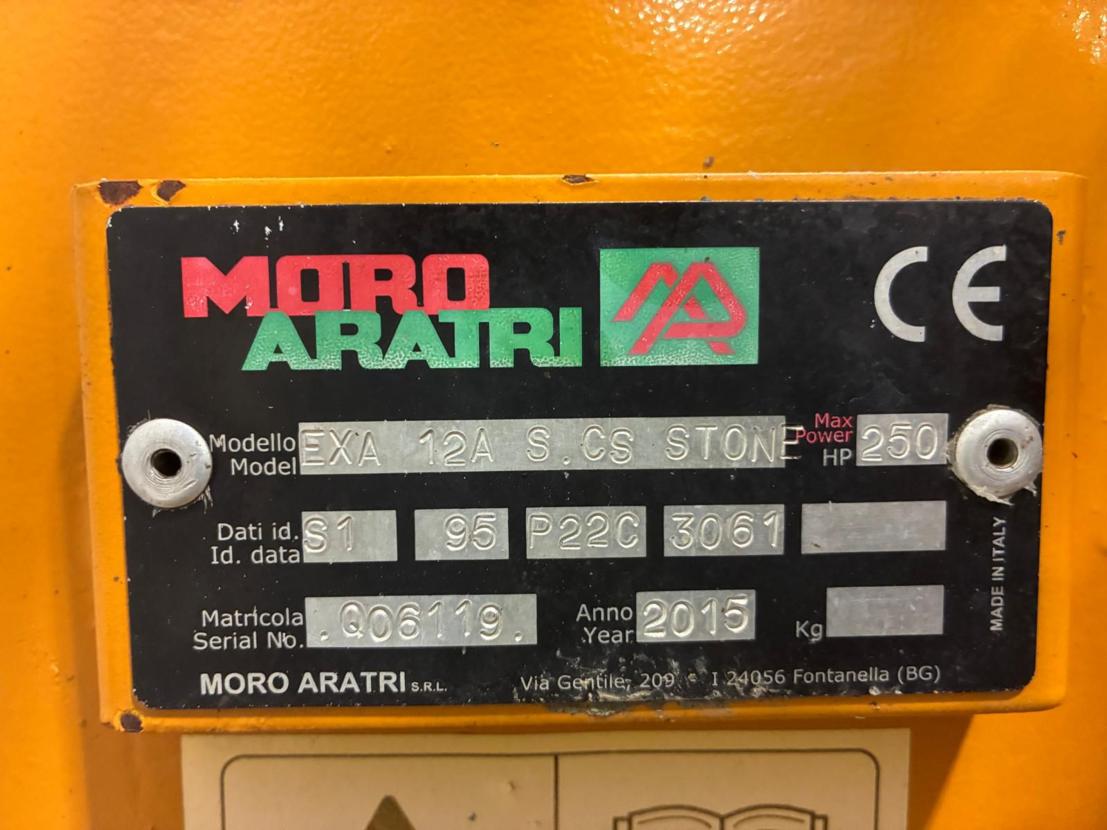 MORO
ARATRI
CE
Modello EXA 12A S.CS STONE Max Power 250
Model HP
Dati id. S1 95 P22C 3061
Id. data
Matricola .Q06119. Anno 2015
Serial No. Year Kg
MORO ARATRI S.R.L. Via Gentile, 209 - I 24056 Fontanella (BG)
MADE IN ITALY